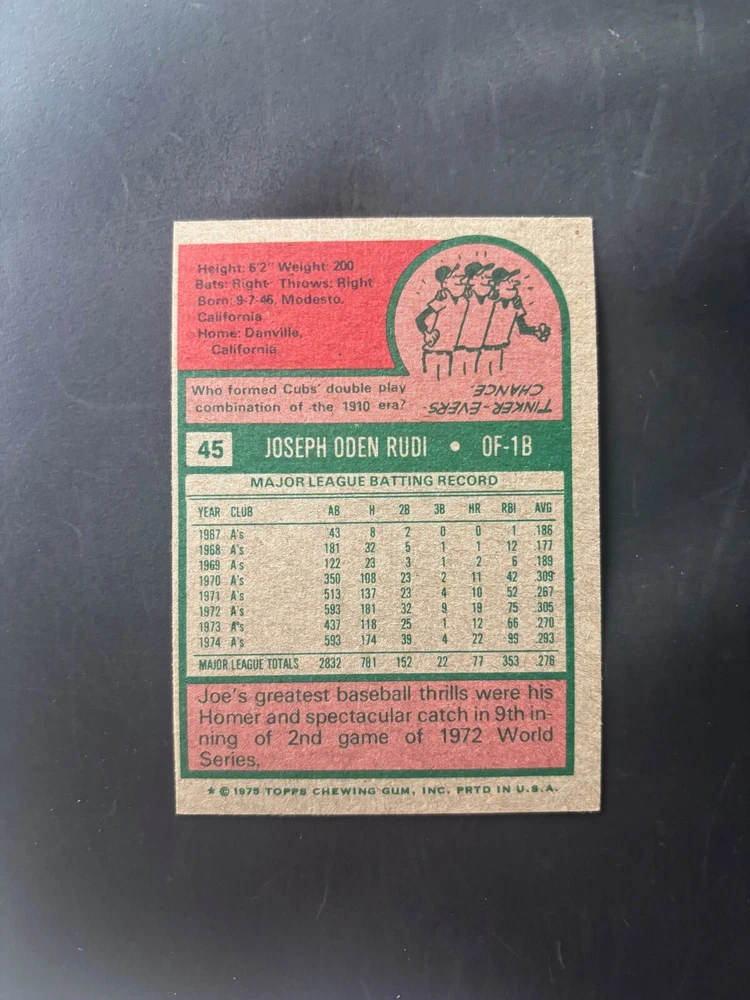 Height: 6'2" Weight: 200
Bats: Right Throws: Right
Born: 9-7-46, Modesto,
California
Home: Danville,
California
Who formed Cubs' double play
combination of the 1910 era?
TINKER-EVERS-
CHANCE.
45 JOSEPH ODEN RUDI • OF-1B
MAJOR LEAGUE BATTING RECORD
YEAR CLUB AB H 2B 3B HR RBI AVG
1967 A's 43 8 2 0 0 1 .186
1968 A's 181 32 5 1 1 12 .177
1969 A's 122 23 3 1 2 6 .189
1970 A's 350 108 23 2 11 42 .309
1971 A's 513 137 23 4 10 52 .267
1972 A's 593 181 32 9 19 75 .305
1973 A's 437 118 25 1 12 66 .270
1974 A's 593 174 39 4 22 99 .293
MAJOR LEAGUE TOTALS 2832 781 152 22 77 353 .276
Joe's greatest baseball thrills were his
Homer and spectacular catch in 9th in-
ning of 2nd game of 1972 World
Series.
* © 1975 TOPPS CHEWING GUM, INC. PRTD IN U.S.A.